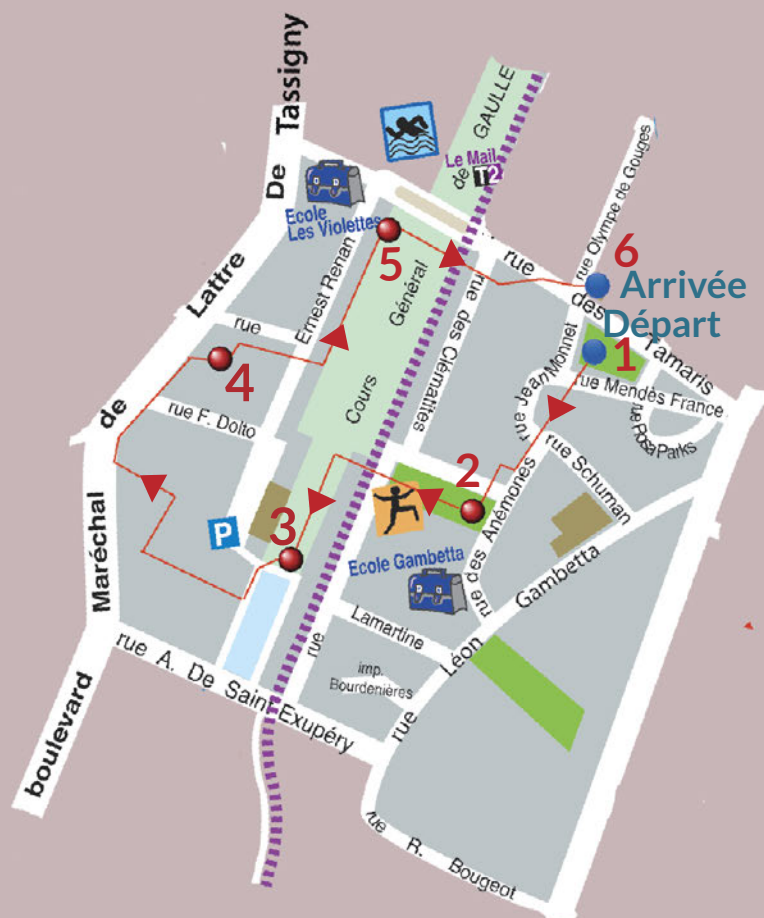 De Tassigny
GAULLE
Le Mail
de
T2
rue Olympe de Gouges
Ecole
Les Violettes
6
5
Arrivée
Départ
1
Lattre
Ernest Renan
Général
rue des Clématites
rue
des
Tamaris
rue
4
Cours
rue Jean Monnet
rue Mendès France
rue Rosa Parks
de
rue F. Dolto
rue Schuman
2
3
P
rue des Anémones
Ecole Gambetta
Gambetta
Maréchal
Lamartine
Léon
rue
imp.
Bourdenières
rue A. De Saint Exupéry
rue
boulevard
rue R. Bougeot